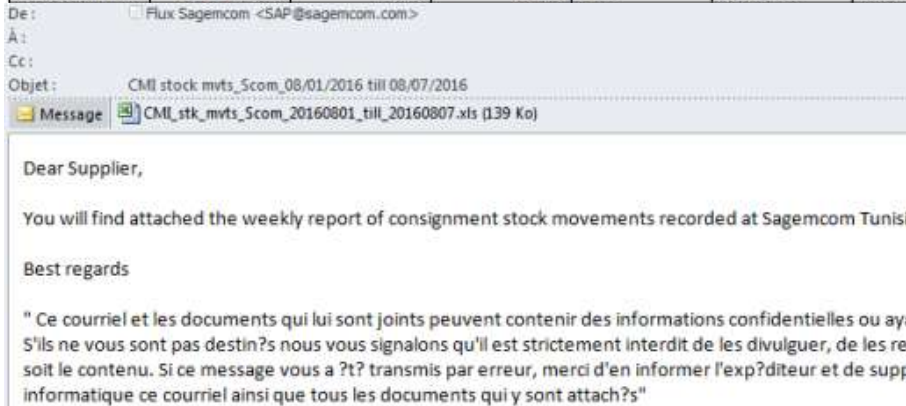 De : Flux Sagemcom <SAP@sagemcom.com>
À :
Cc :
Objet : CMI stock mvts_Scom_08/01/2016 till 08/07/2016
Message CMI_stk_mvts_Scom_20160801_till_20160807.xls (139 Ko)
Dear Supplier,
You will find attached the weekly report of consignment stock movements recorded at Sagemcom Tunisi
Best regards
" Ce courriel et les documents qui lui sont joints peuvent contenir des informations confidentielles ou aya
S'ils ne vous sont pas destin?s nous vous signalons qu'il est strictement interdit de les divulguer, de les re
soit le contenu. Si ce message vous a ?t? transmis par erreur, merci d'en informer l'exp?diteur et de supp
informatique ce courriel ainsi que tous les documents qui y sont attach?s"